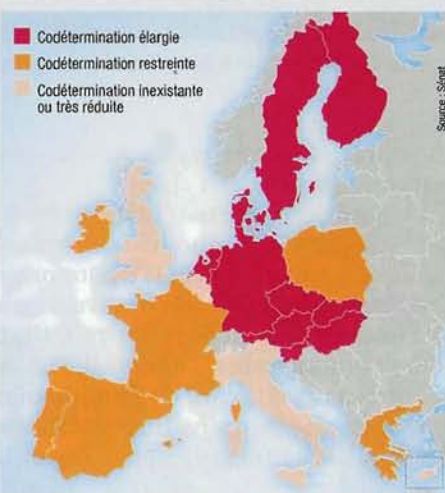 Codétermination élargie
Codétermination restreinte
Codétermination inexistante
ou très réduite
Source : Sénat